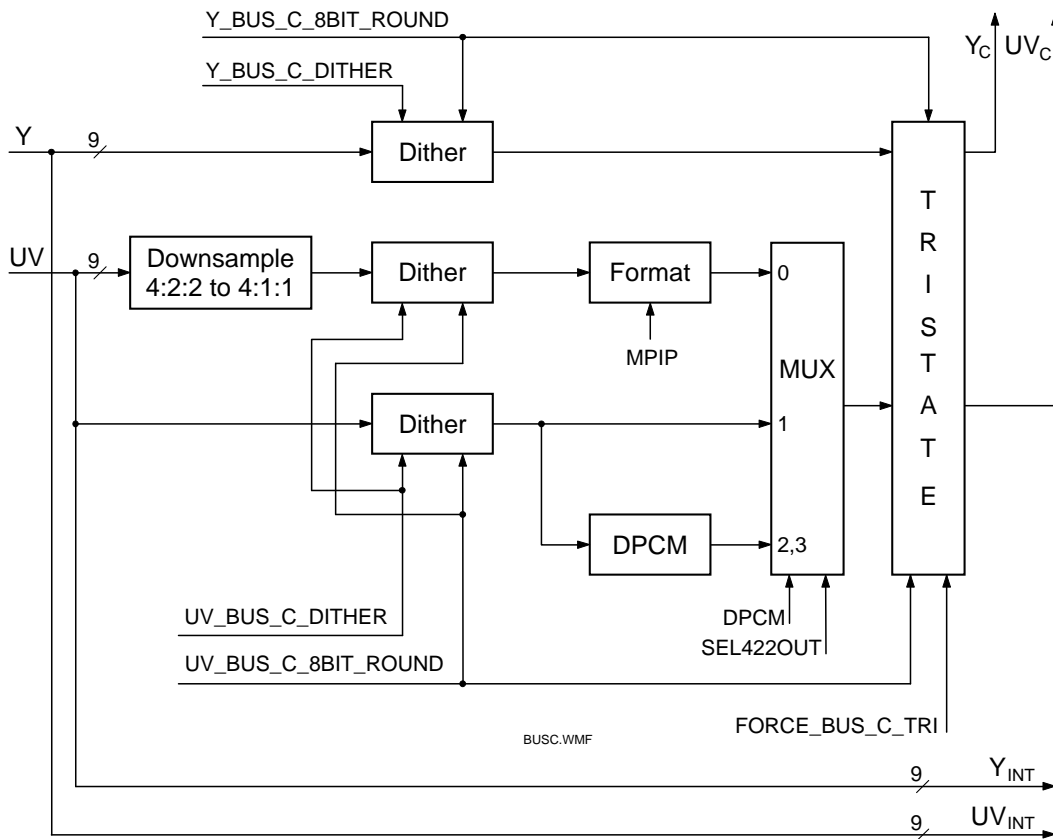 Y_BUS_C_8BIT_ROUND
Y_C UV_C
Y_BUS_C_DITHER
Y
9
Dither
TRISTATE
UV
9
Downsample
4:2:2 to 4:1:1
Dither
Format
0
MPIP
MUX
Dither
1
DPCM
2,3
UV_BUS_C_DITHER
DPCM
SEL422OUT
UV_BUS_C_8BIT_ROUND
FORCE_BUS_C_TRI
BUSC.WMF
9
Y_INT
9
UV_INT